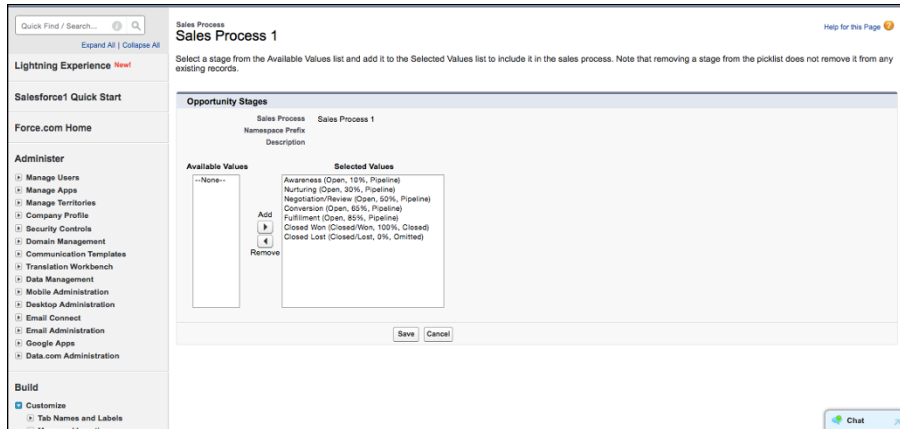 Quick Find / Search...
Expand All | Collapse All
Lightning Experience New!
Salesforce1 Quick Start
Force.com Home
Administer
Manage Users
Manage Apps
Manage Territories
Company Profile
Security Controls
Domain Management
Communication Templates
Translation Workbench
Data Management
Mobile Administration
Desktop Administration
Email Connect
Email Administration
Google Apps
Data.com Administration
Build
Customize
Tab Names and Labels
Sales Process
Sales Process 1
Help for this Page ?
Select a stage from the Available Values list and add it to the Selected Values list to include it in the sales process. Note that removing a stage from the picklist does not remove it from any
existing records.
Opportunity Stages
Sales Process Sales Process 1
Namespace Prefix
Description
Available Values
--None--
Add
Remove
Selected Values
Awareness (Open, 10%, Pipeline)
Nurturing (Open, 30%, Pipeline)
Negotiation/Review (Open, 50%, Pipeline)
Conversion (Open, 65%, Pipeline)
Fulfillment (Open, 85%, Pipeline)
Closed Won (Closed/Won, 100%, Closed)
Closed Lost (Closed/Lost, 0%, Omitted)
Save Cancel
Chat